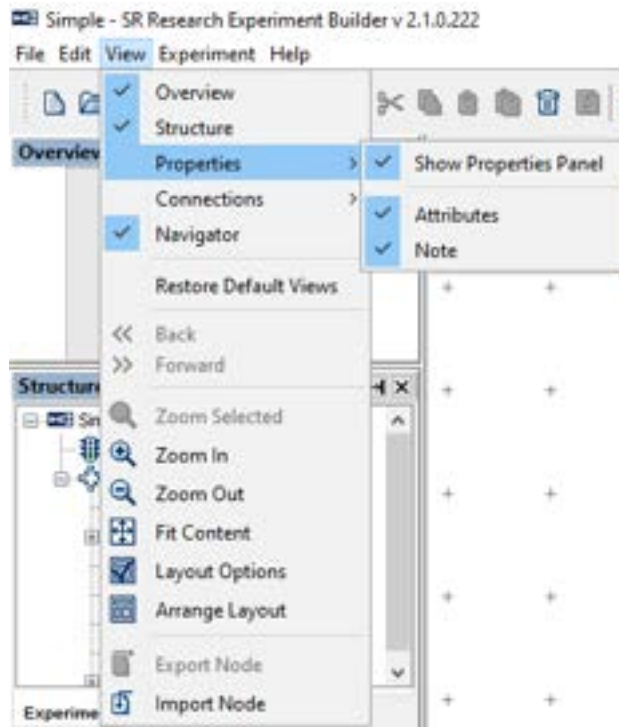 Simple - SR Research Experiment Builder v 2.1.0.222
File Edit View Experiment Help
Overview
Structure
Overview
Properties
Show Properties Panel
Connections
Attributes
Navigator
Note
Restore Default Views
Back
Forward
Structure
Zoom Selected
Sim
Zoom In
Zoom Out
Fit Content
Layout Options
Arrange Layout
Export Node
Import Node
Experime